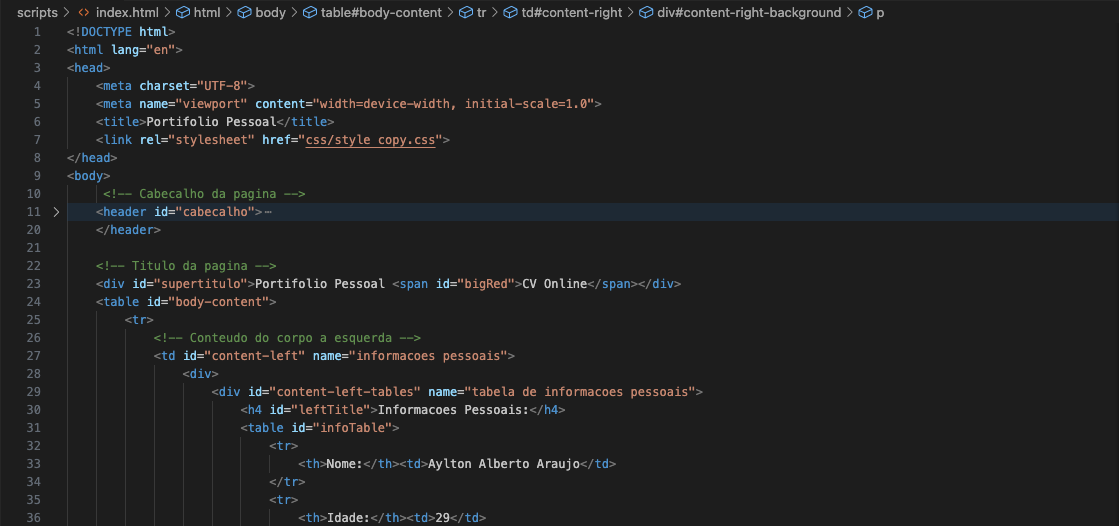 scripts > <> index.html > html > body > table#body-content > tr > td#content-right > div#content-right-background > p
1 <!DOCTYPE html>
2 <html lang="en">
3 <head>
4 <meta charset="UTF-8">
5 <meta name="viewport" content="width=device-width, initial-scale=1.0">
6 <title>Portifolio Pessoal</title>
7 <link rel="stylesheet" href="css/style copy.css">
8 </head>
9 <body>
10 <!-- Cabecalho da pagina -->
11 > <header id="cabecalho">⋯
20 </header>
21
22 <!-- Titulo da pagina -->
23 <div id="supertitulo">Portifolio Pessoal <span id="bigRed">CV Online</span></div>
24 <table id="body-content">
25 <tr>
26 <!-- Conteudo do corpo a esquerda -->
27 <td id="content-left" name="informacoes pessoais">
28 <div>
29 <div id="content-left-tables" name="tabela de informacoes pessoais">
30 <h4 id="leftTitle">Informacoes Pessoais:</h4>
31 <table id="infoTable">
32 <tr>
33 <th>Nome:</th><td>Aylton Alberto Araujo</td>
34 </tr>
35 <tr>
36 <th>Idade:</th><td>29</td>